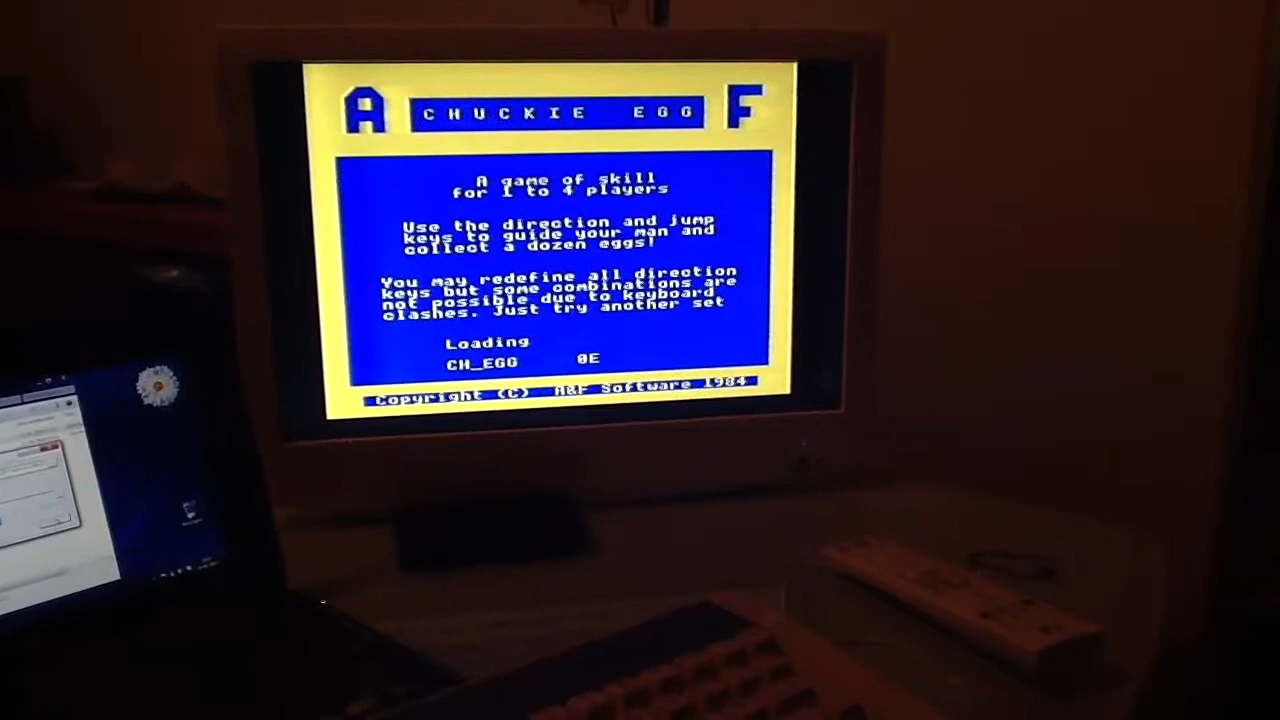 A CHUCKIE EGG F
A game of skill
for 1 to 4 players
Use the direction and jump
keys to guide your man and
collect a dozen eggs!
You may redefine all direction
keys but some combinations are
not possible due to keyboard
clashes. Just try another set
Loading
CH_EGG 0E
Copyright (C) A&F Software 1984